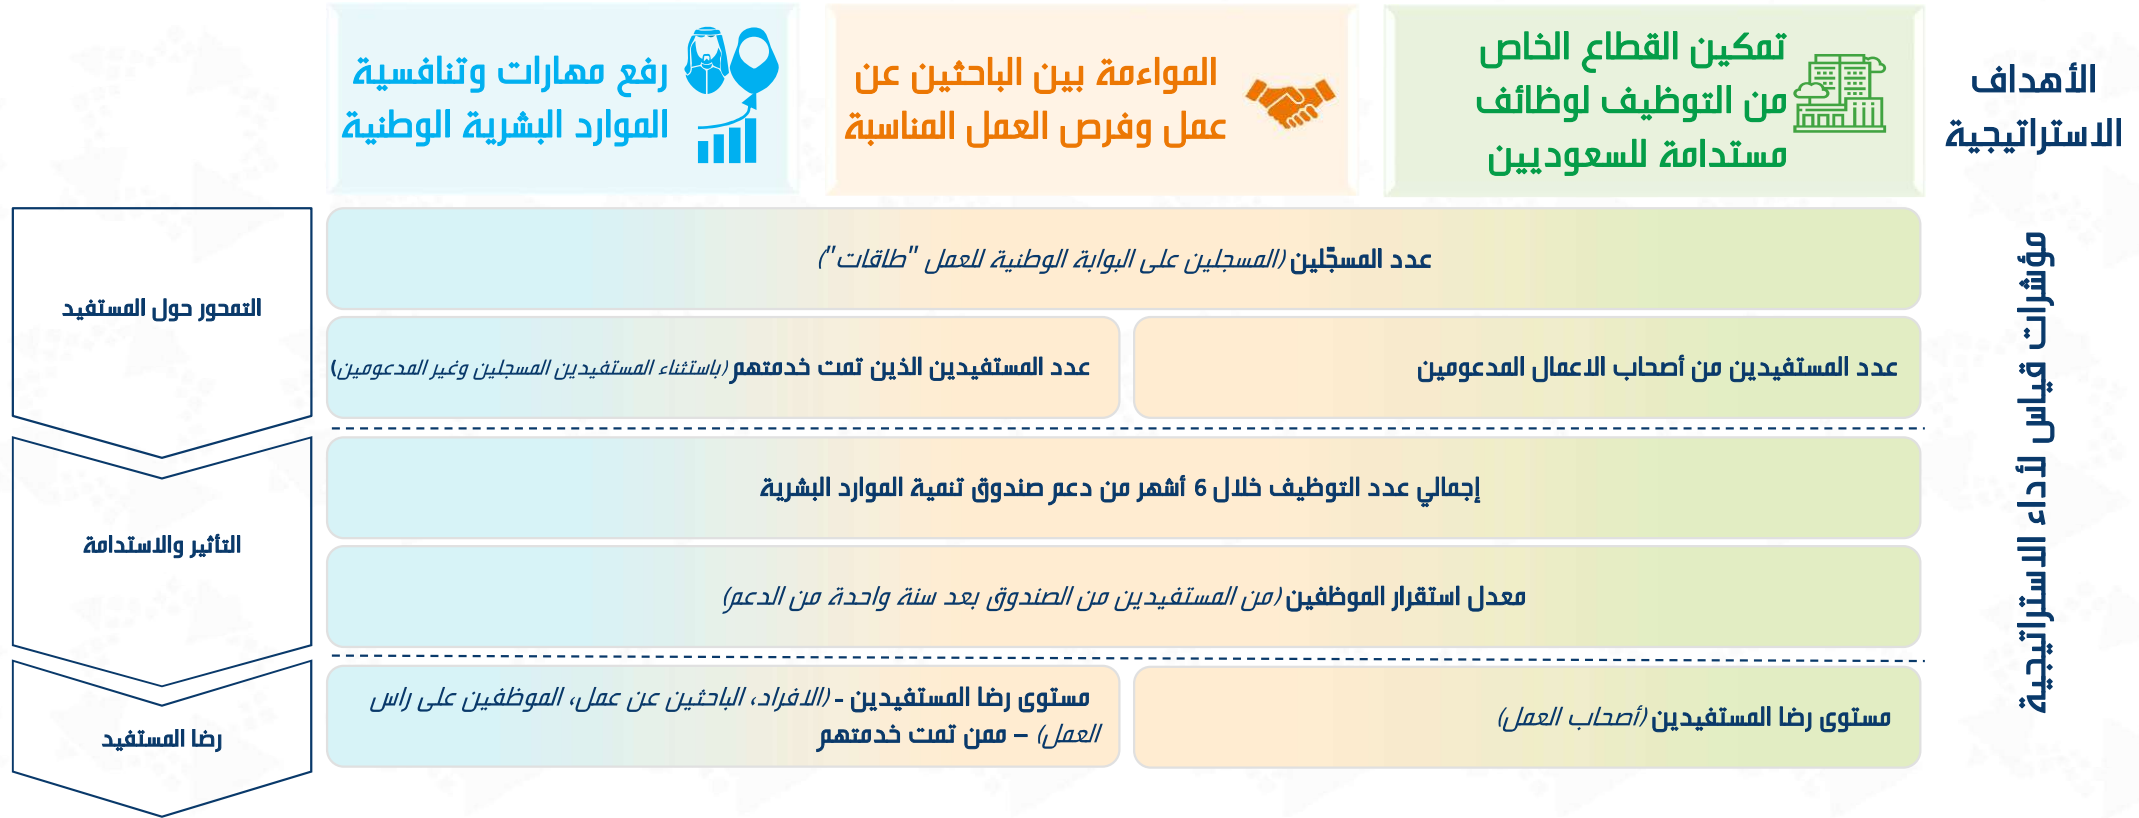 الأهداف
الاستراتيجية
تمكين القطاع الخاص
من التوظيف لوظائف
مستدامة للسعوديين
المواءمة بين الباحثين عن
عمل وفرص العمل المناسبة
رفع مهارات وتنافسية
الموارد البشرية الوطنية
مؤشرات قياس لأداء الاستراتيجية
عدد المسجّلين (المسجلين على البوابة الوطنية للعمل "طاقات")
التمحور حول المستفيد
عدد المستفيدين من أصحاب الاعمال المدعومين
عدد المستفيدين الذين تمت خدمتهم (باستثناء المستفيدين المسجلين وغير المدعومين)
إجمالي عدد التوظيف خلال 6 أشهر من دعم صندوق تنمية الموارد البشرية
التأثير والاستدامة
معدل استقرار الموظفين (من المستفيدين من الصندوق بعد سنة واحدة من الدعم)
مستوى رضا المستفيدين (أصحاب العمل)
مستوى رضا المستفيدين - (الافراد، الباحثين عن عمل، الموظفين على راس
العمل) – ممن تمت خدمتهم
رضا المستفيد